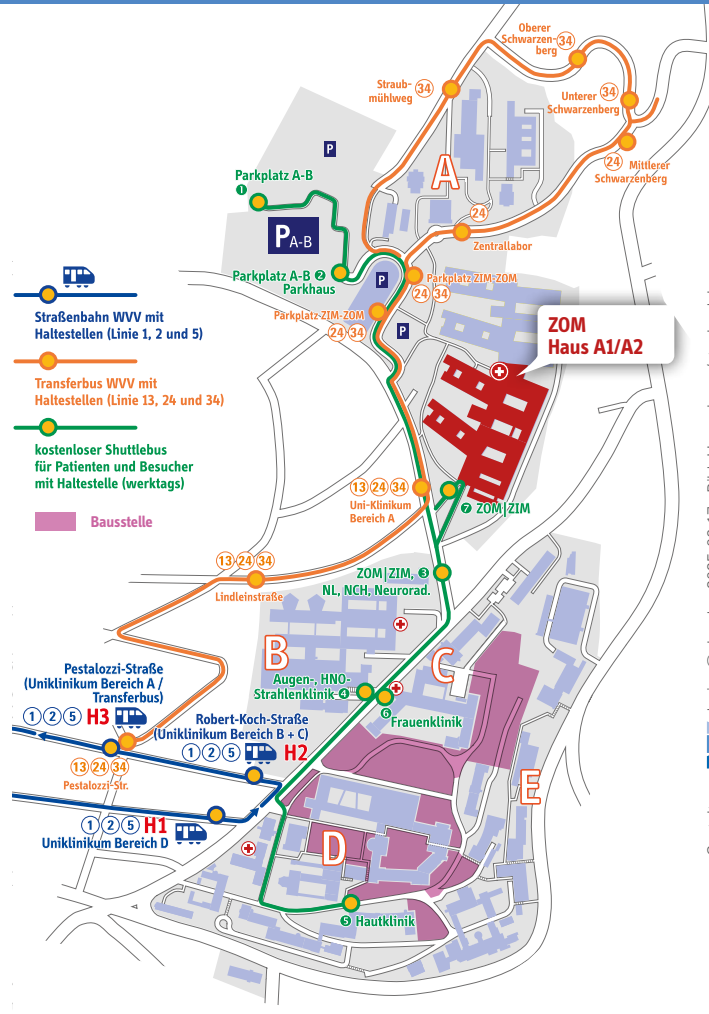 Oberer
Schwarzen-
berg
34
Straub-
mühlweg
34
Unterer
Schwarzenberg
34
24
Mittlerer
Schwarzenberg
A
P
Parkplatz A-B
1
P A-B
24
Zentrallabor
Parkplatz A-B 2
Parkhaus
P
Parkplatz ZIM-ZOM
24 34
Parkplatz ZIM-ZOM
24 34
P
ZOM
Haus A1/A2
Straßenbahn WVV mit
Haltestellen (Linie 1, 2 und 5)
Transferbus WVV mit
Haltestellen (Linie 13, 24 und 34)
kostenloser Shuttlebus
für Patienten und Besucher
mit Haltestelle (werktags)
Bausstelle
13 24 34
Uni-Klinikum
Bereich A
7 ZOM|ZIM
13 24 34
Lindleinstraße
ZOM|ZIM, 3
NL, NCH, Neurorad.
B
C
Augen-, HNO-
Strahlenklinik 4
6
Frauenklinik
Pestalozzi-Straße
(Uniklinikum Bereich A /
Transferbus)
1 2 5 H3
13 24 34
Pestalozzi-Str.
Robert-Koch-Straße
(Uniklinikum Bereich B + C)
1 2 5 H2
1 2 5 H1
Uniklinikum Bereich D
E
D
5 Hautklinik